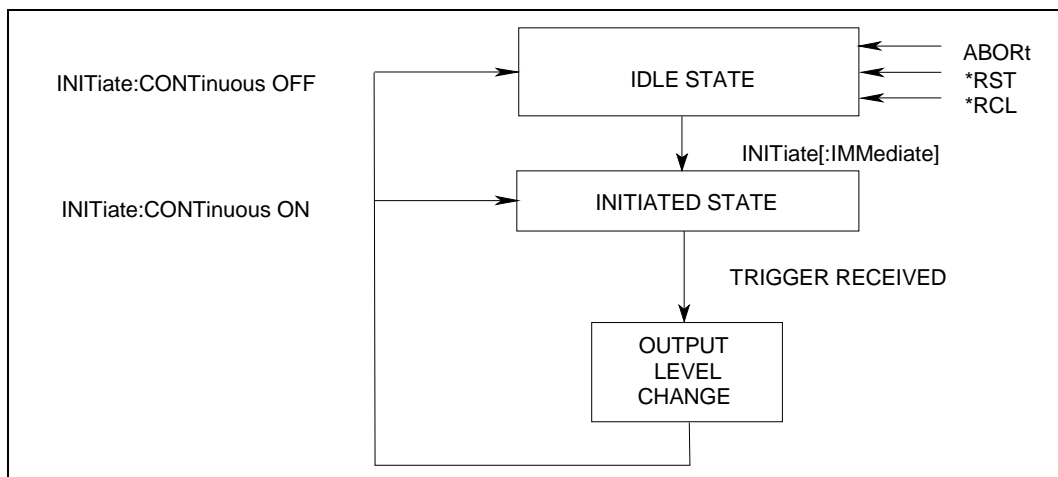 ABORt
INITiate:CONTinuous OFF
IDLE STATE
*RST
*RCL
INITiate[:IMMediate]
INITiate:CONTinuous ON
INITIATED STATE
TRIGGER RECEIVED
OUTPUT
LEVEL
CHANGE